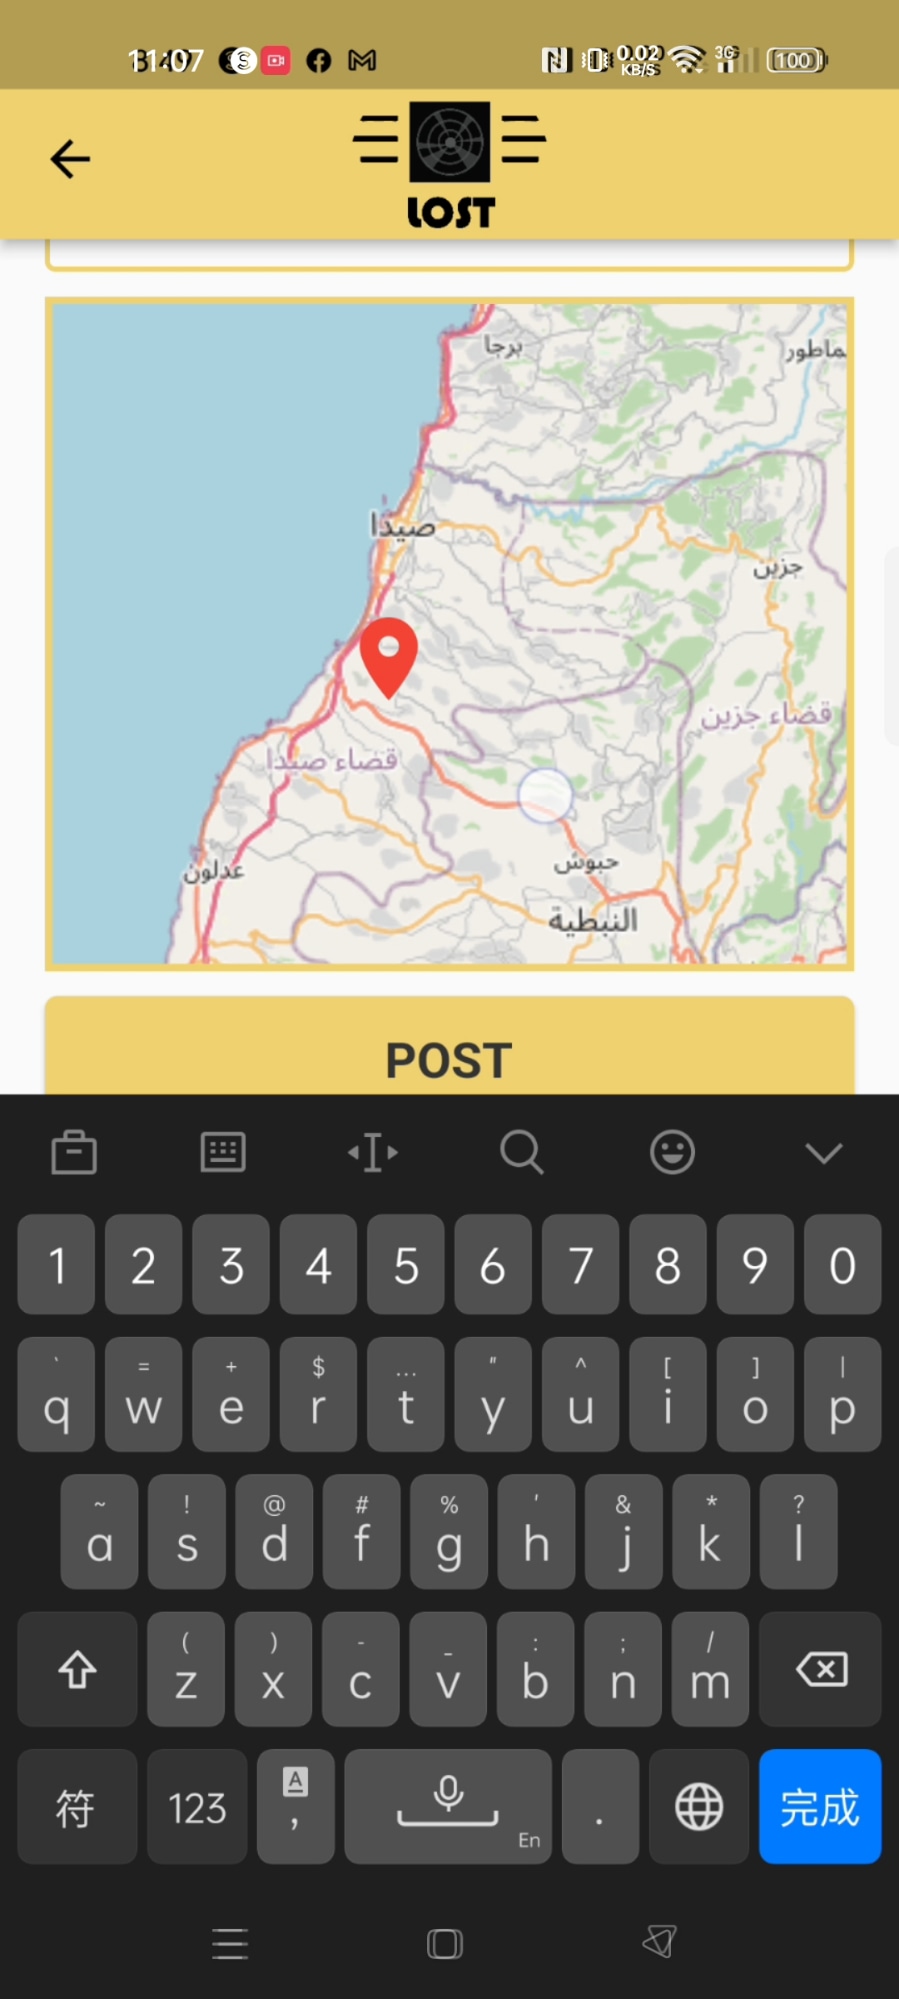 11:07
0.02
KB/S
3G
100
LOST
برجا
ماطور
صيدا
جزين
قضاء جزين
قضاء صيدا
عدلون
حبوش
النبطية
POST
1 2 3 4 5 6 7 8 9 0
` = + $ ... " ^ [ ] |
q w e r t y u i o p
~ ! @ # % ' & * ?
a s d f g h j k l
( ) - _ : ; /
z x c v b n m
符 123 A , En . 完成